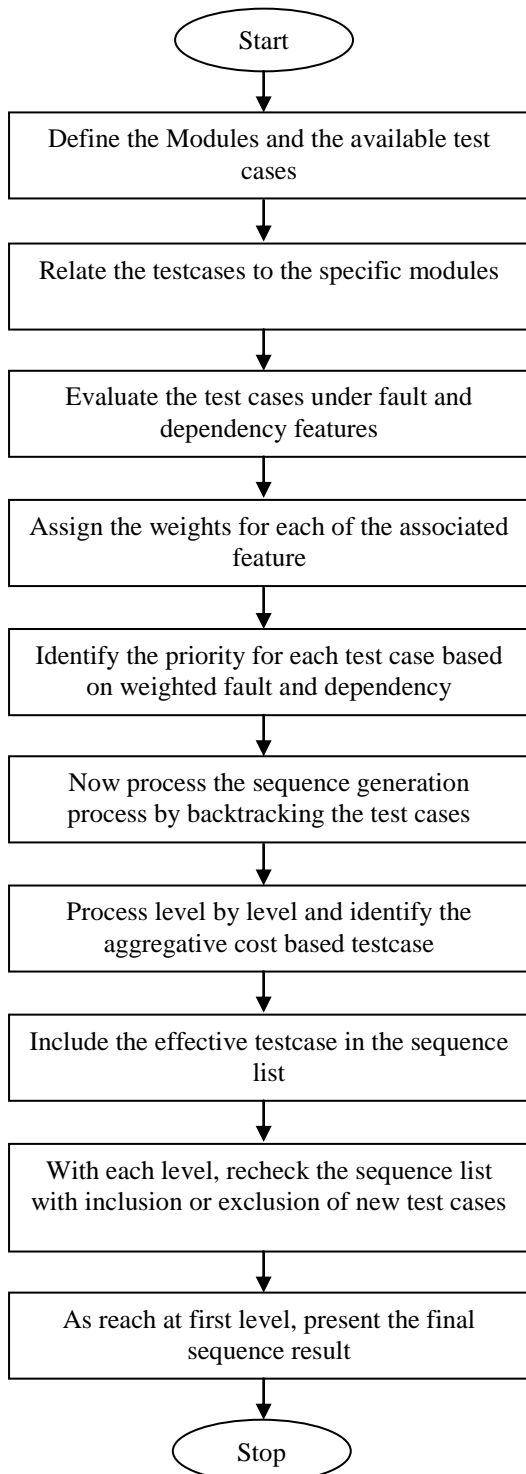 Start
Define the Modules and the available test
cases
Relate the testcases to the specific modules
Evaluate the test cases under fault and
dependency features
Assign the weights for each of the associated
feature
Identify the priority for each test case based
on weighted fault and dependency
Now process the sequence generation
process by backtracking the test cases
Process level by level and identify the
aggregative cost based testcase
Include the effective testcase in the sequence
list
With each level, recheck the sequence list
with inclusion or exclusion of new test cases
As reach at first level, present the final
sequence result
Stop